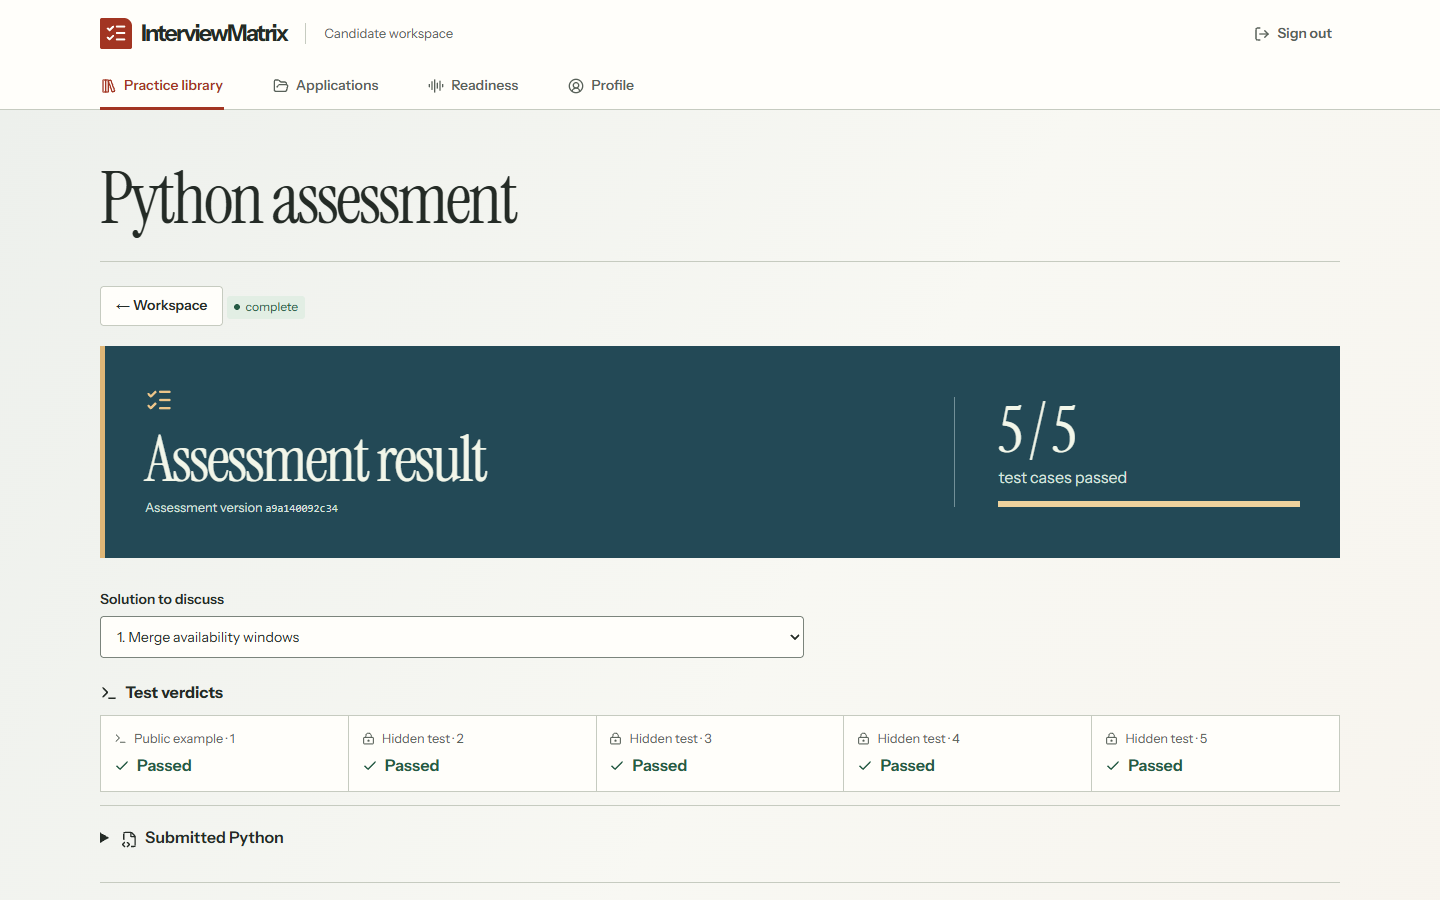 InterviewMatrix
Candidate workspace
Sign out
Practice library
Applications
Readiness
Profile
Python assessment
← Workspace
complete
Assessment result
Assessment version a9a140092c34
5/5
test cases passed
Solution to discuss
1. Merge availability windows
Test verdicts
Public example · 1
Passed
Hidden test · 2
Passed
Hidden test · 3
Passed
Hidden test · 4
Passed
Hidden test · 5
Passed
Submitted Python